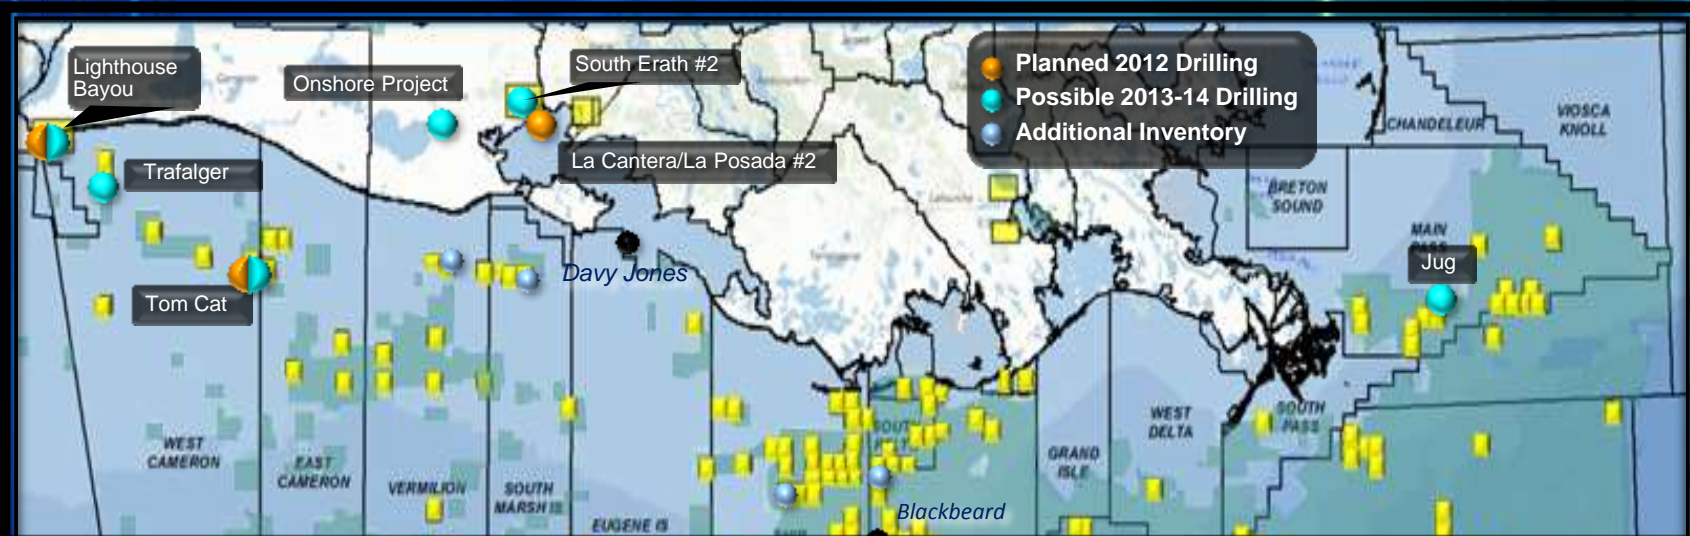 Lighthouse
Bayou
Onshore Project
South Erath #2
Planned 2012 Drilling
Possible 2013-14 Drilling
Additional Inventory
La Cantera/La Posada #2
Trafalger
CHANDELEUR
VIOSCA
KNOLL
BRETON
SOUND
MAIN
PASS
Jug
Davy Jones
Tom Cat
WEST
CAMERON
EAST
CAMERON
VERMILION
SOUTH
MARSH IS
EUGENE IS
SOUTH
GRAND
ISLE
WEST
DELTA
SOUTH
PASS
Blackbeard